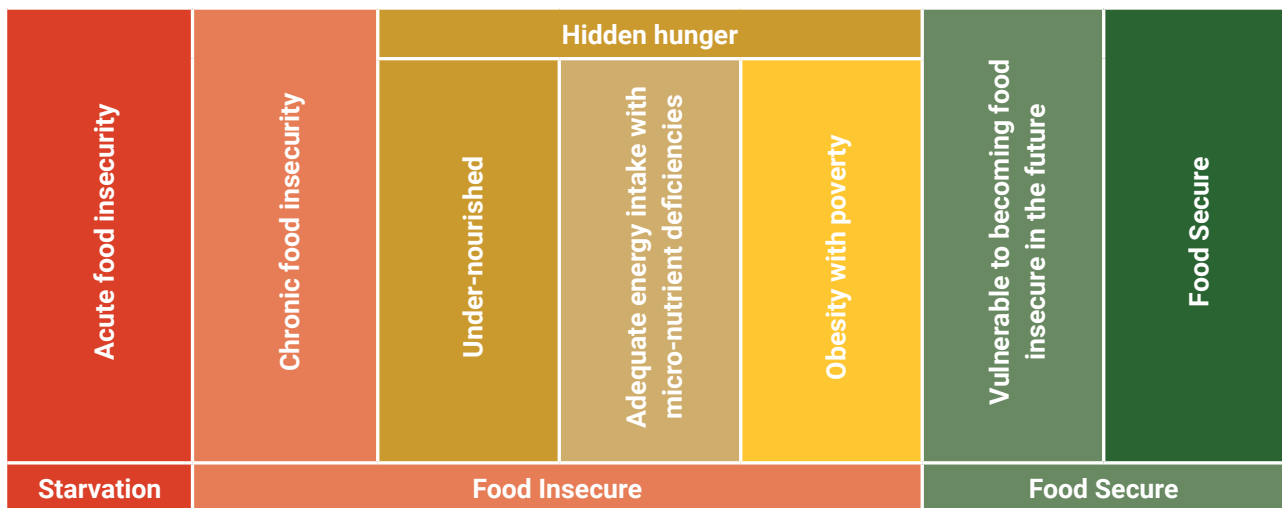 Hidden hunger
Acute food insecurity
Chronic food insecurity
Under-nourished
Adequate energy intake with
micro-nutrient deficiencies
Obesity with poverty
Vulnerable to becoming food
insecure in the future
Food Secure
Starvation
Food Insecure
Food Secure